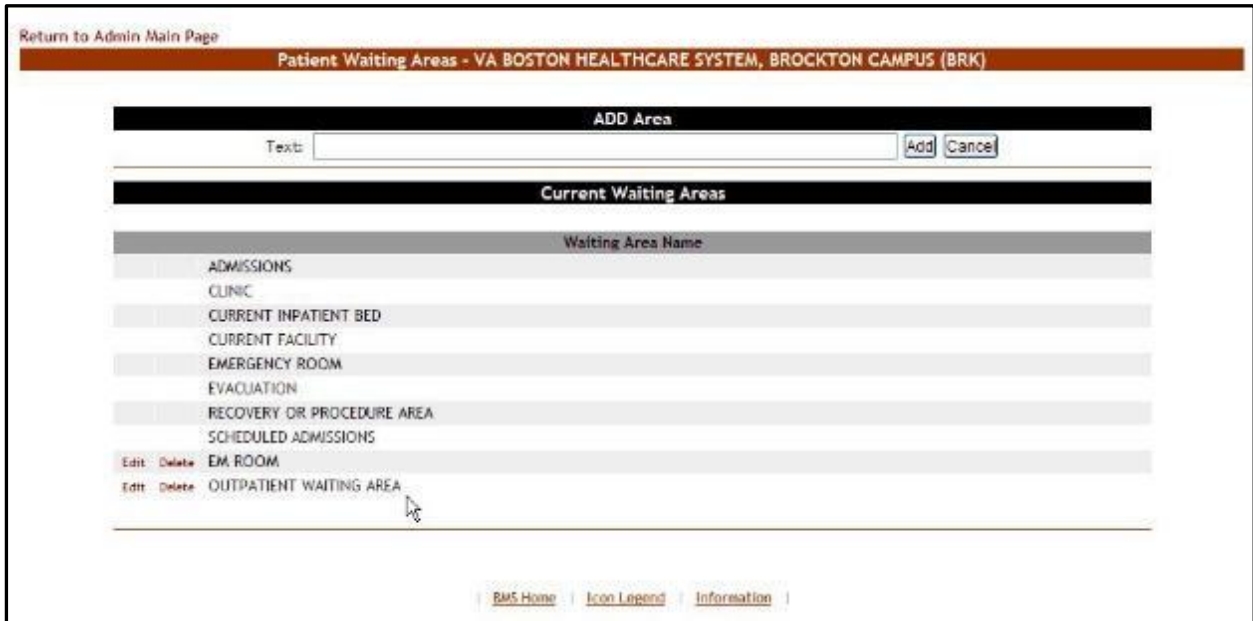 Return to Admin Main Page
Patient Waiting Areas - VA BOSTON HEALTHCARE SYSTEM, BROCKTON CAMPUS (BRK)
ADD Area
Text: Add Cancel
Current Waiting Areas
Waiting Area Name
ADMISSIONS
CLINIC
CURRENT INPATIENT BED
CURRENT FACILITY
EMERGENCY ROOM
EVACUATION
RECOVERY OR PROCEDURE AREA
SCHEDULED ADMISSIONS
Edit Delete EM ROOM
Edit Delete OUTPATIENT WAITING AREA
| BMS Home | Icon Legend | Information |